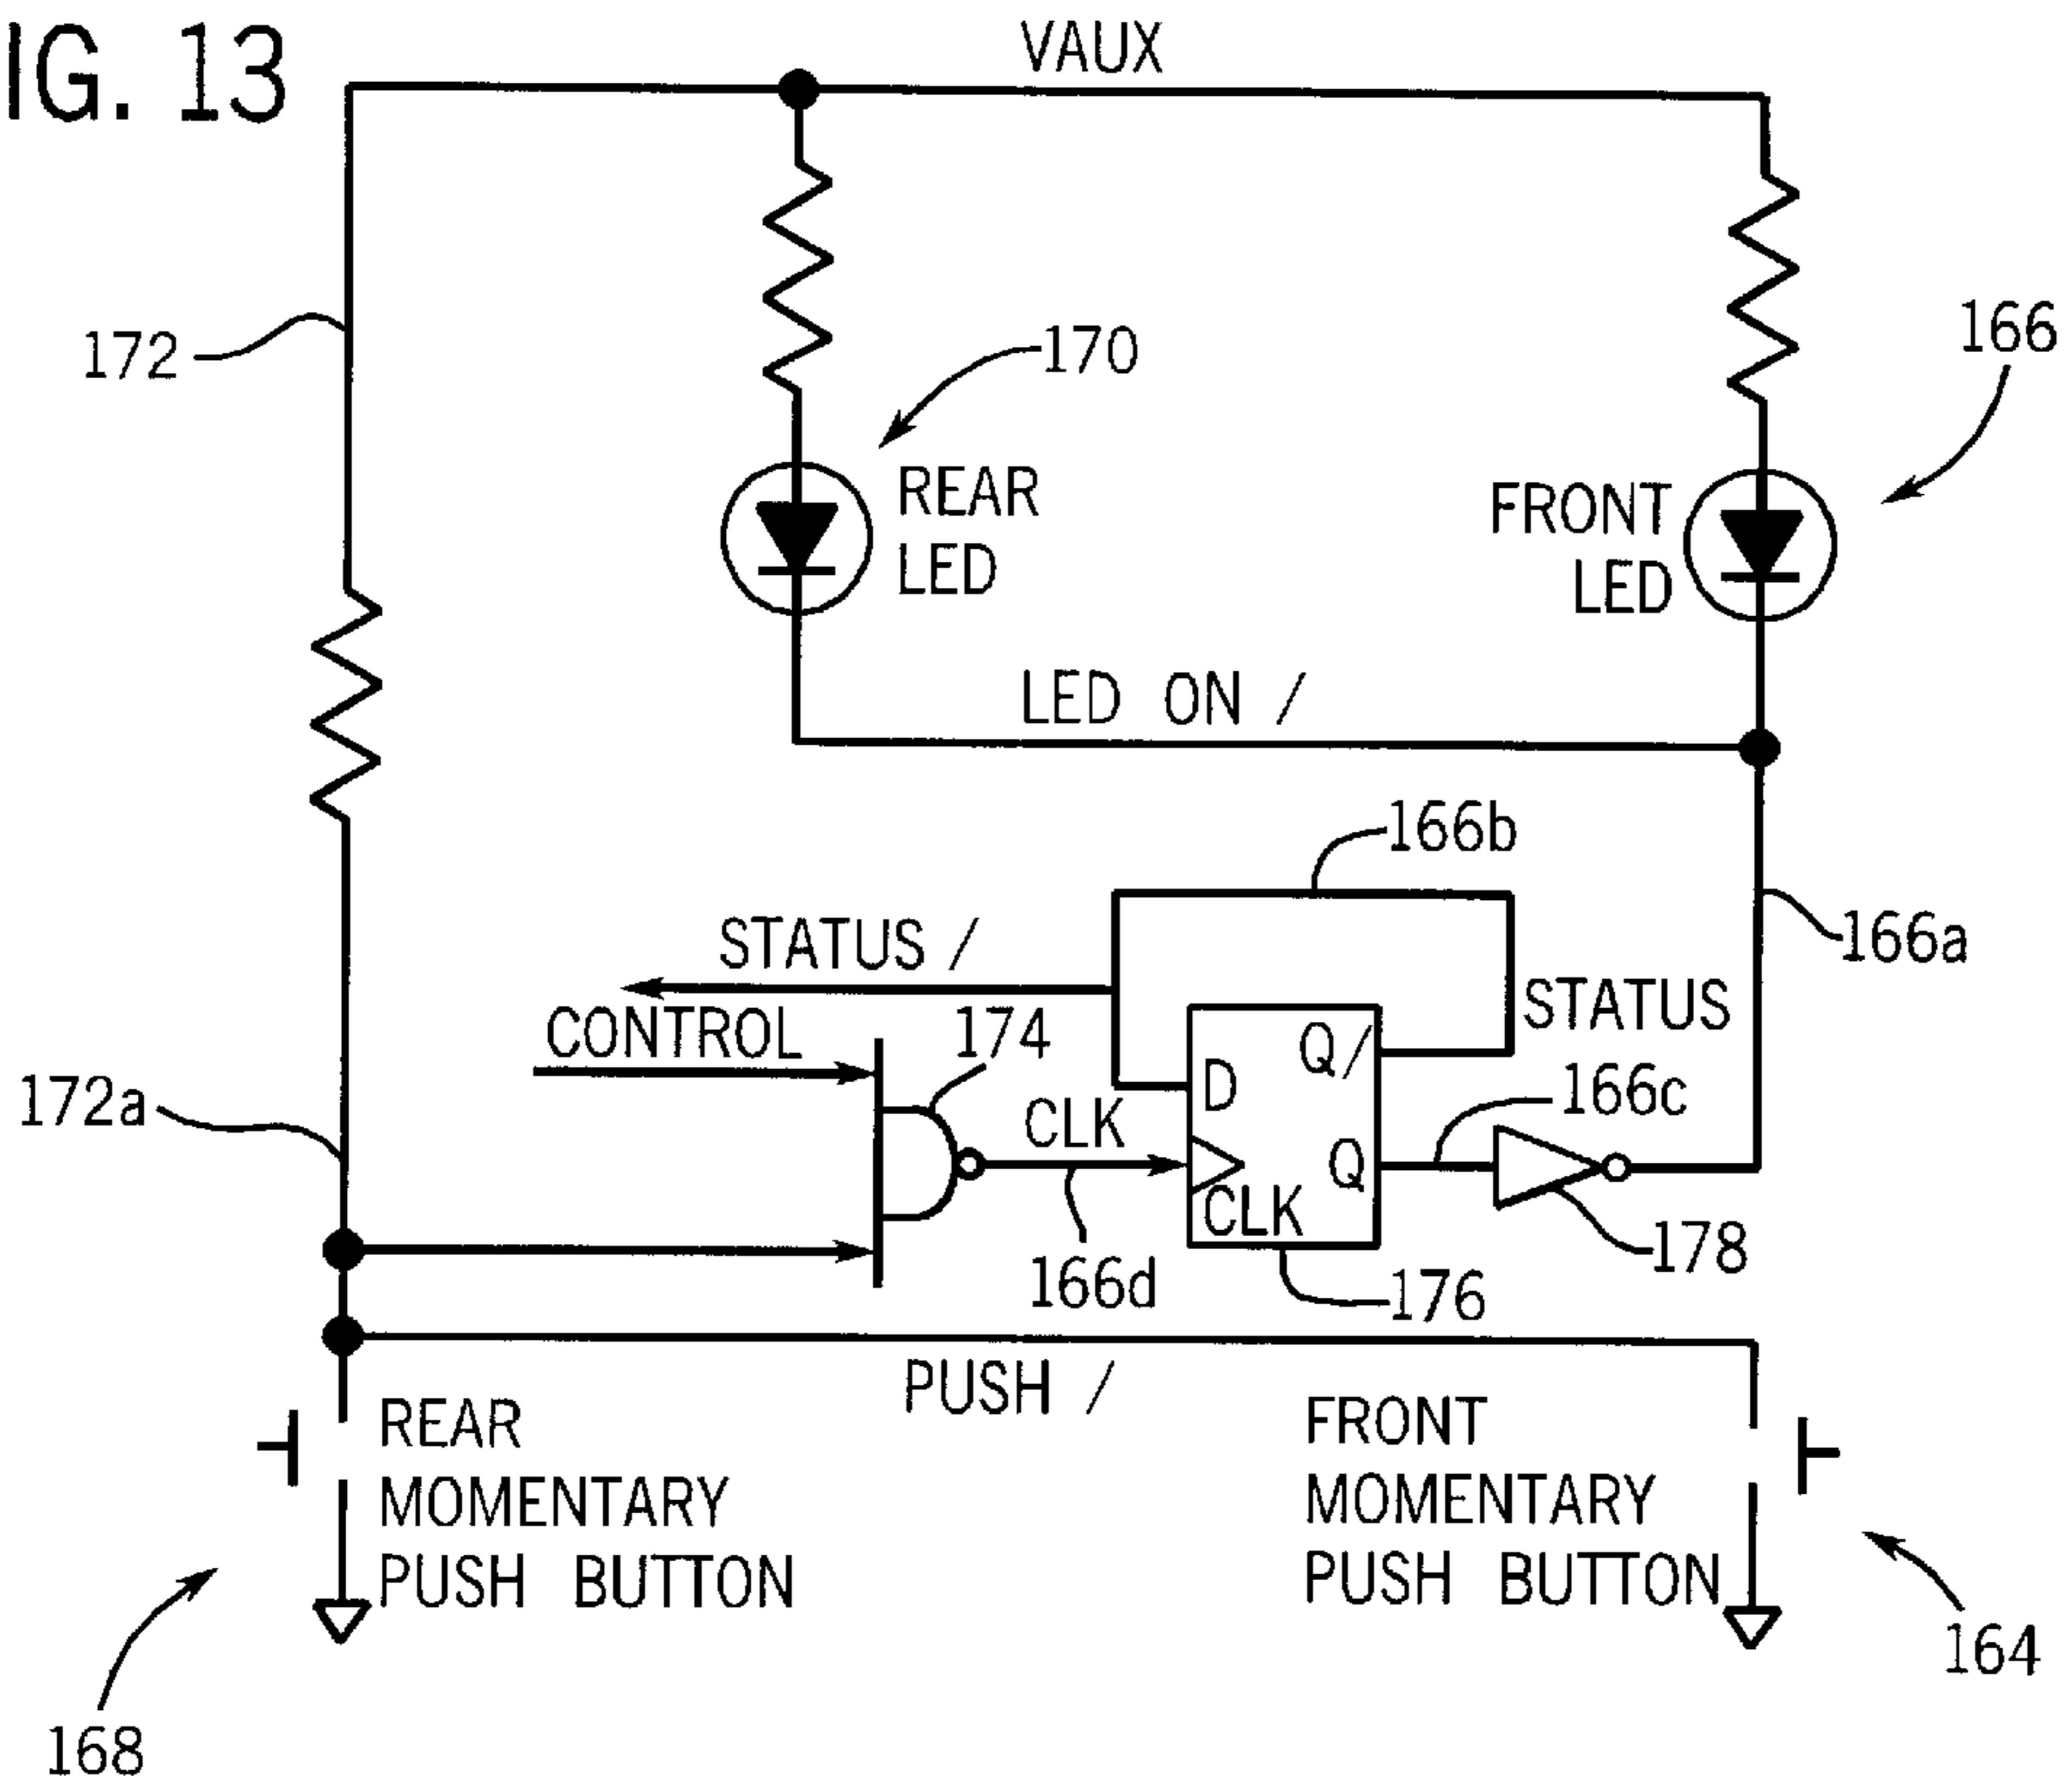 IG. 13
VAUX
172
170
166
REAR
LED
FRONT
LED
LED ON /
166b
166a
STATUS /
STATUS
CONTROL
174
Q/
D
166c
172a
CLK
Q
CLK
178
166d
176
PUSH /
REAR
MOMENTARY
PUSH BUTTON
FRONT
MOMENTARY
PUSH BUTTON
164
168